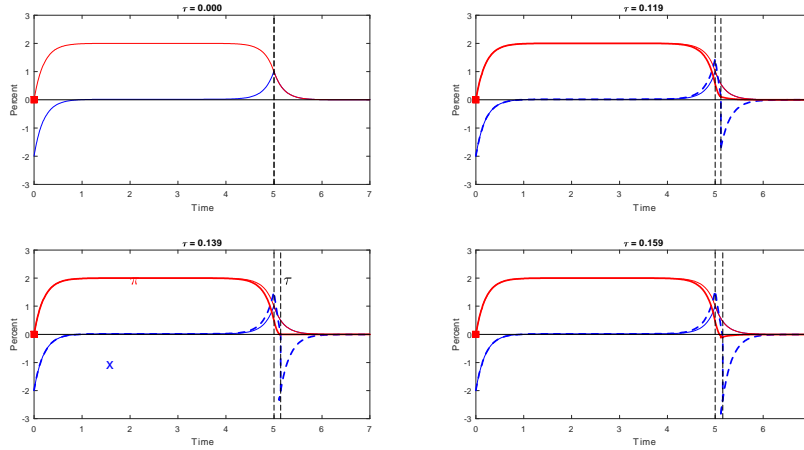 τ = 0.000
3
2
1
0
-1
-2
-3
Percent
0 1 2 3 4 5 6 7
Time
τ = 0.119
3
2
1
0
-1
-2
-3
Percent
0 1 2 3 4 5 6
Time
τ = 0.139
3
2
1
0
-1
-2
-3
Percent
π
τ
x
0 1 2 3 4 5 6 7
Time
τ = 0.159
3
2
1
0
-1
-2
-3
Percent
0 1 2 3 4 5 6
Time